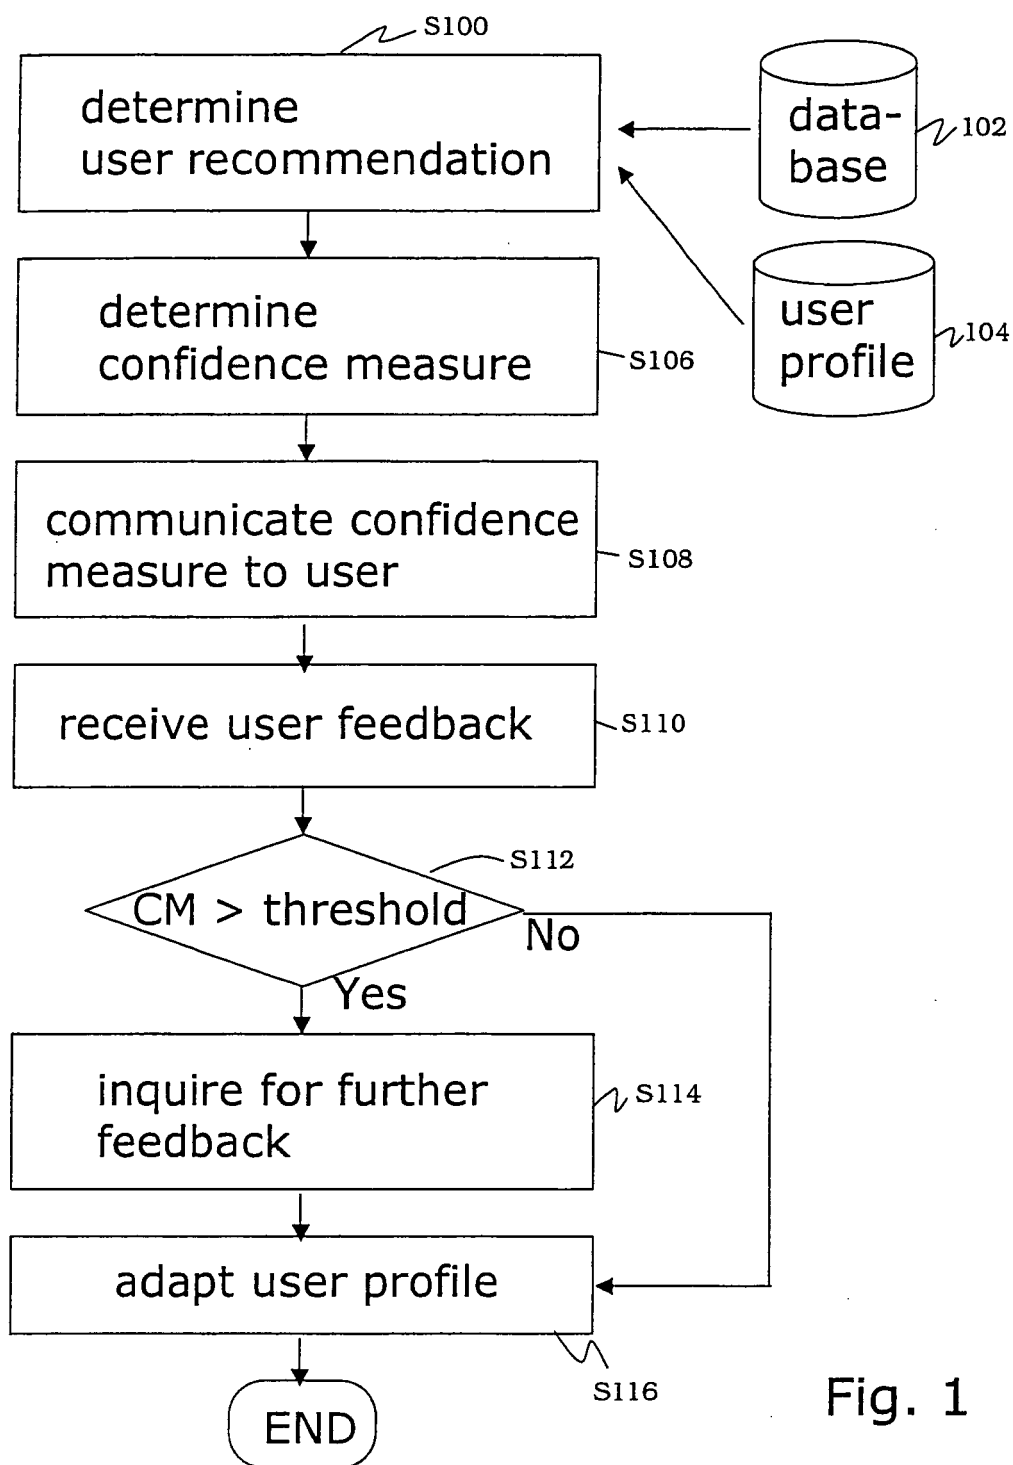 S100
determine
user recommendation
data-
base
102
determine
confidence measure
S106
user
profile
104
communicate confidence
measure to user
S108
receive user feedback
S110
S112
CM > threshold
No
Yes
inquire for further
feedback
S114
adapt user profile
S116
END
Fig. 1